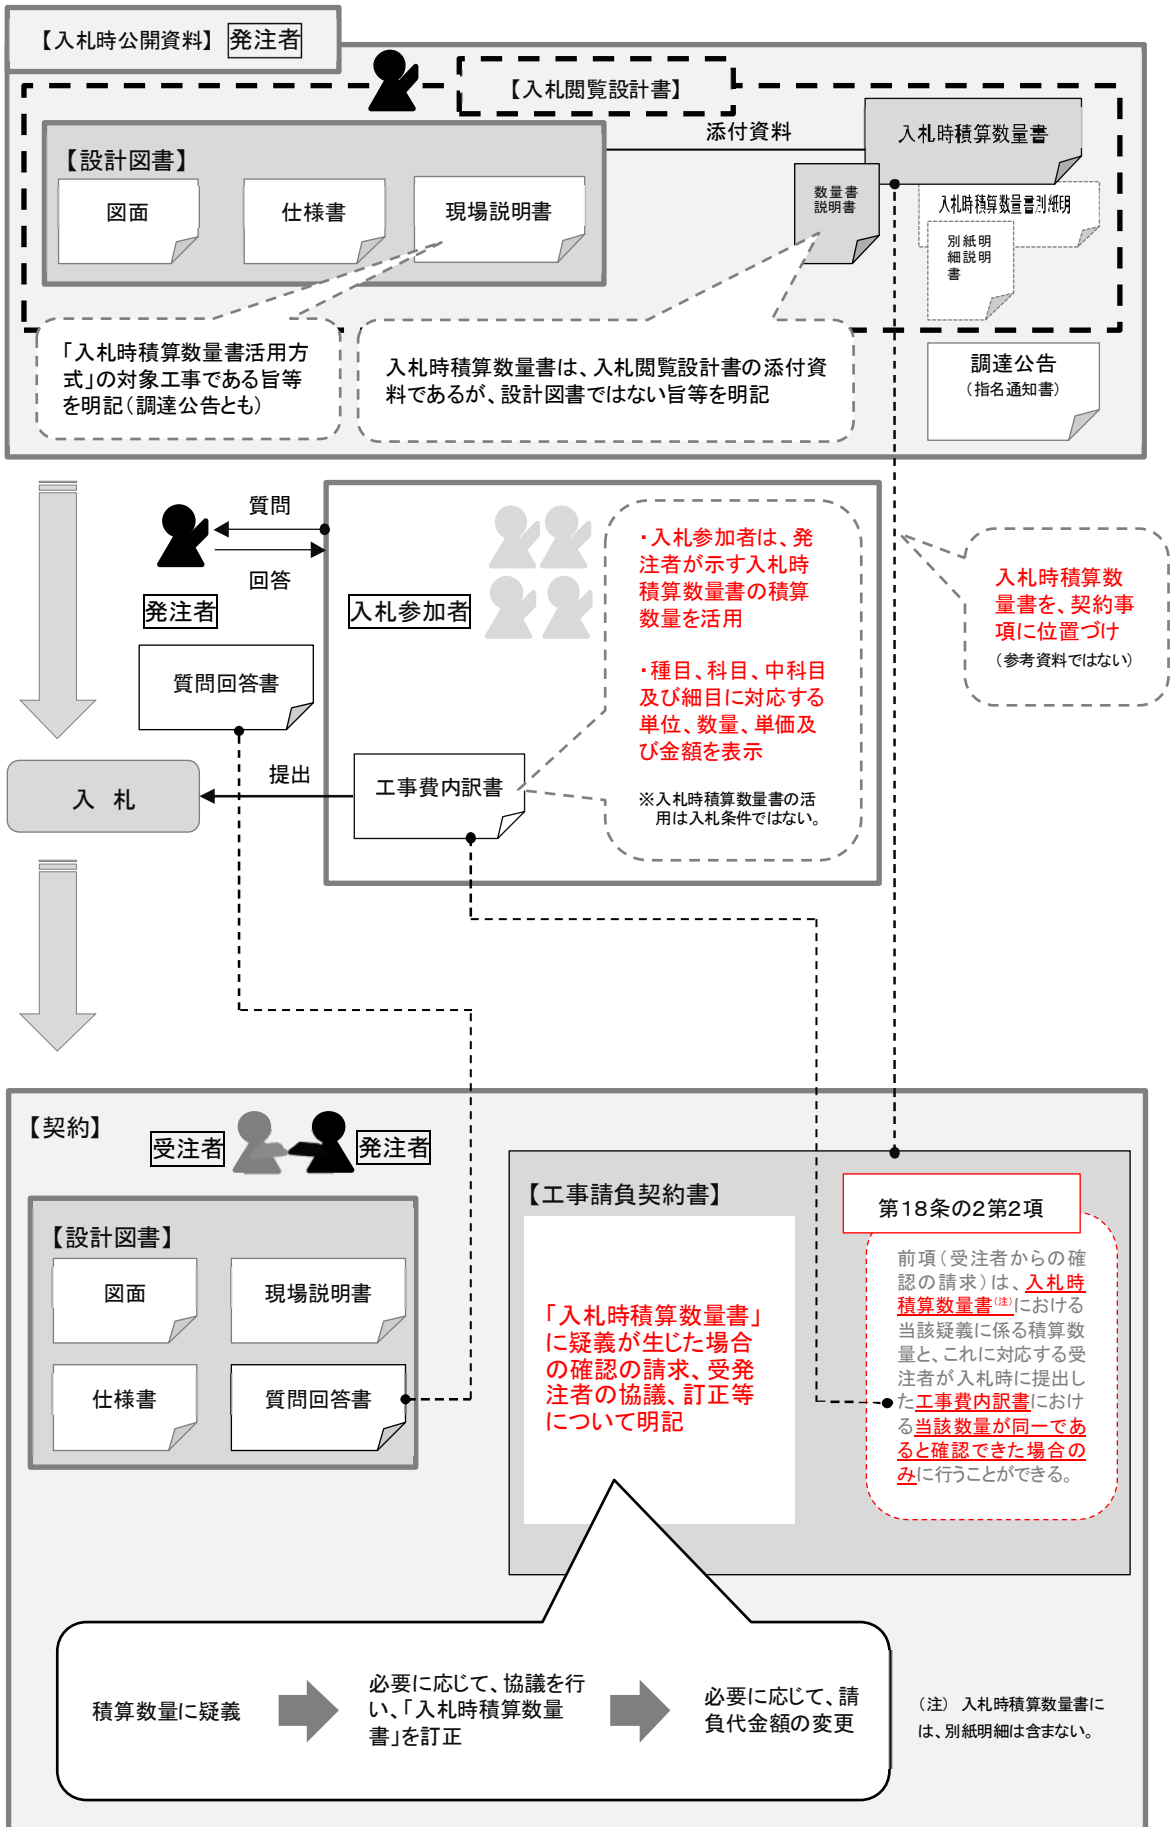 【入札時公開資料】
発注者
【入札閲覧設計書】
添付資料
入札時積算数量書
【設計図書】
図面
仕様書
現場説明書
数量書
説明書
入札時積算数量書別紙明
別紙明
細説明
書
「入札時積算数量書活用方
式」の対象工事である旨等
を明記(調達公告とも)
入札時積算数量書は、入札閲覧設計書の添付資
料であるが、設計図書ではない旨等を明記
調達公告
(指名通知書)
質問
回答
発注者
入札参加者
質問回答書
・入札参加者は、発
注者が示す入札時
積算数量書の積算
数量を活用
・種目、科目、中科目
及び細目に対応する
単位、数量、単価及
び金額を表示
※入札時積算数量書の活
用は入札条件ではない。
入札時積算数
量書を、契約事
項に位置づけ
(参考資料ではない)
入 札
提出
工事費内訳書
【契約】
受注者
発注者
【設計図書】
図面
現場説明書
仕様書
質問回答書
【工事請負契約書】
「入札時積算数量書」
に疑義が生じた場合
の確認の請求、受発
注者の協議、訂正等
について明記
第18条の2第2項
前項(受注者からの確
認の請求)は、入札時
積算数量書(注)における
当該疑義に係る積算数
量と、これに対応する受
注者が入札時に提出し
た工事費内訳書におけ
る当該数量が同一であ
ると確認できた場合の
みに行うことができる。
積算数量に疑義
必要に応じて、協議を行
い、「入札時積算数量
書」を訂正
必要に応じて、請
負代金額の変更
(注) 入札時積算数量書に
は、別紙明細は含まない。